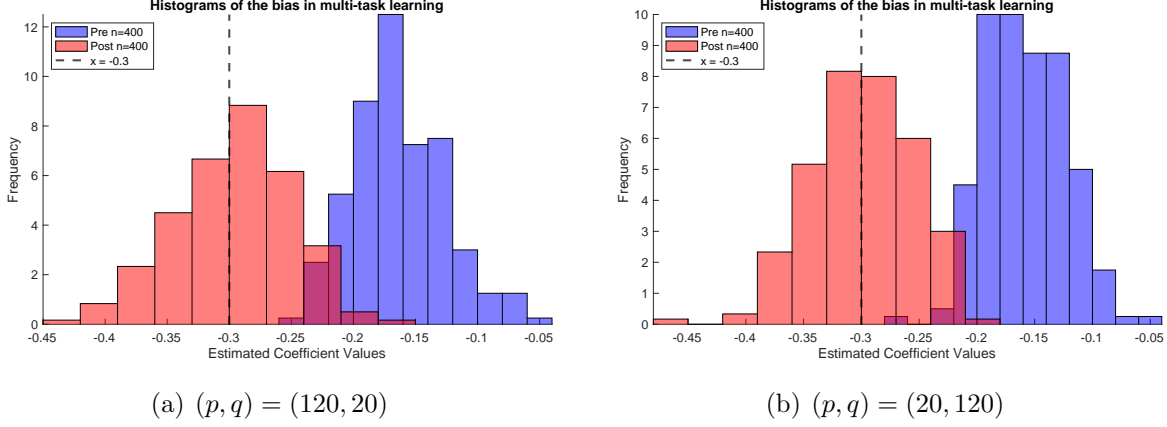 Histograms of the bias in multi-task learning
Pre n=400
Post n=400
x = -0.3
12
10
8
6
4
2
0
Frequency
-0.45 -0.4 -0.35 -0.3 -0.25 -0.2 -0.15 -0.1 -0.05
Estimated Coefficient Values
(a) (p, q) = (120, 20)
Histograms of the bias in multi-task learning
Pre n=400
Post n=400
x = -0.3
10
9
8
7
6
5
4
3
2
1
0
Frequency
-0.45 -0.4 -0.35 -0.3 -0.25 -0.2 -0.15 -0.1 -0.05
Estimated Coefficient Values
(b) (p, q) = (20, 120)